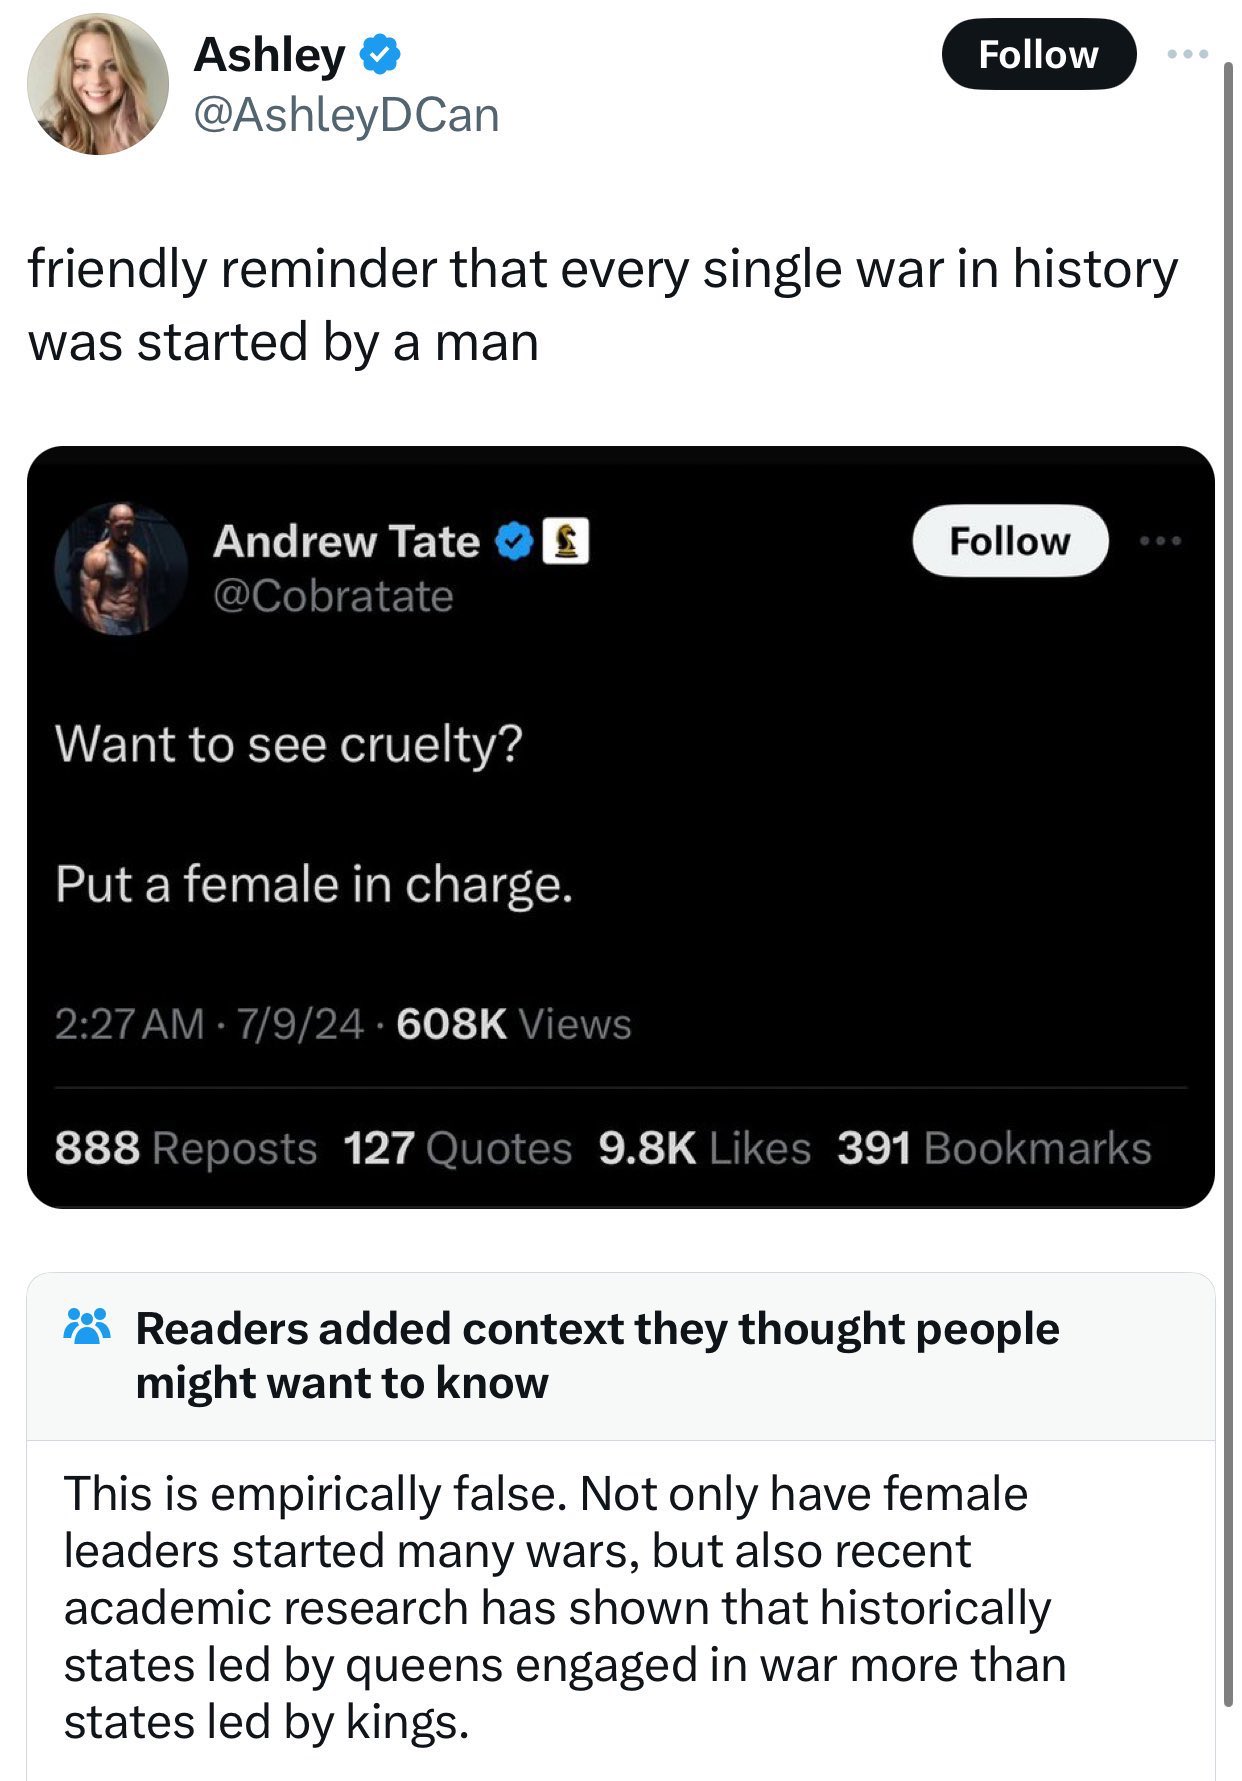 Ashley
Follow
@AshleyDCan
friendly reminder that every single war in history
was started by a man
Andrew Tate
Follow
@Cobratate
Want to see cruelty?
Put a female in charge.
2:27 AM · 7/9/24 · 608K Views
888 Reposts 127 Quotes 9.8K Likes 391 Bookmarks
Readers added context they thought people
might want to know
This is empirically false. Not only have female
leaders started many wars, but also recent
academic research has shown that historically
states led by queens engaged in war more than
states led by kings.